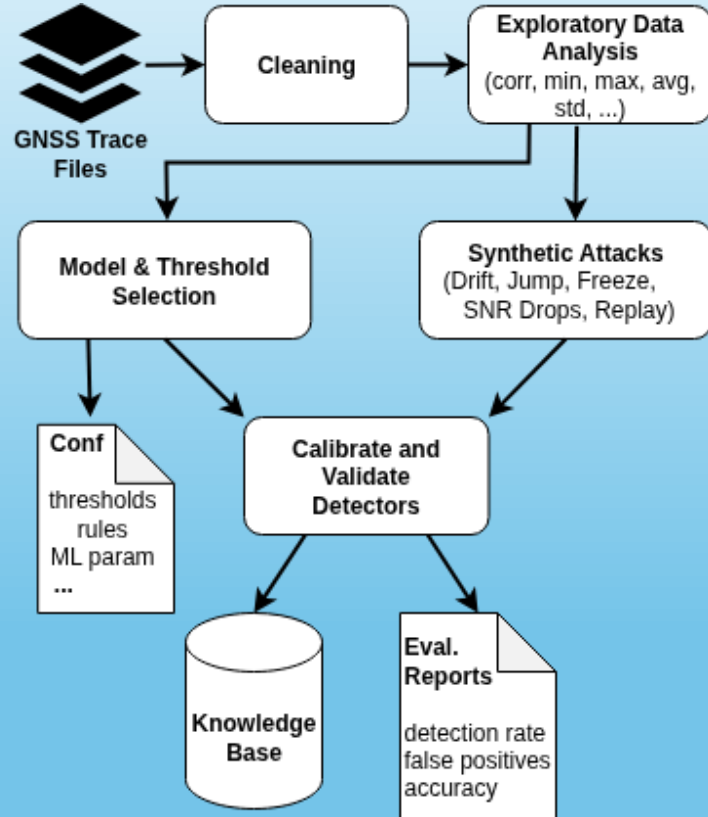 GNSS Trace
Files
Cleaning
Exploratory Data
Analysis
(corr, min, max, avg,
std, ...)
Model & Threshold
Selection
Synthetic Attacks
(Drift, Jump, Freeze,
SNR Drops, Replay)
Conf
thresholds
rules
ML param
...
Calibrate and
Validate
Detectors
Knowledge
Base
Eval.
Reports
detection rate
false positives
accuracy